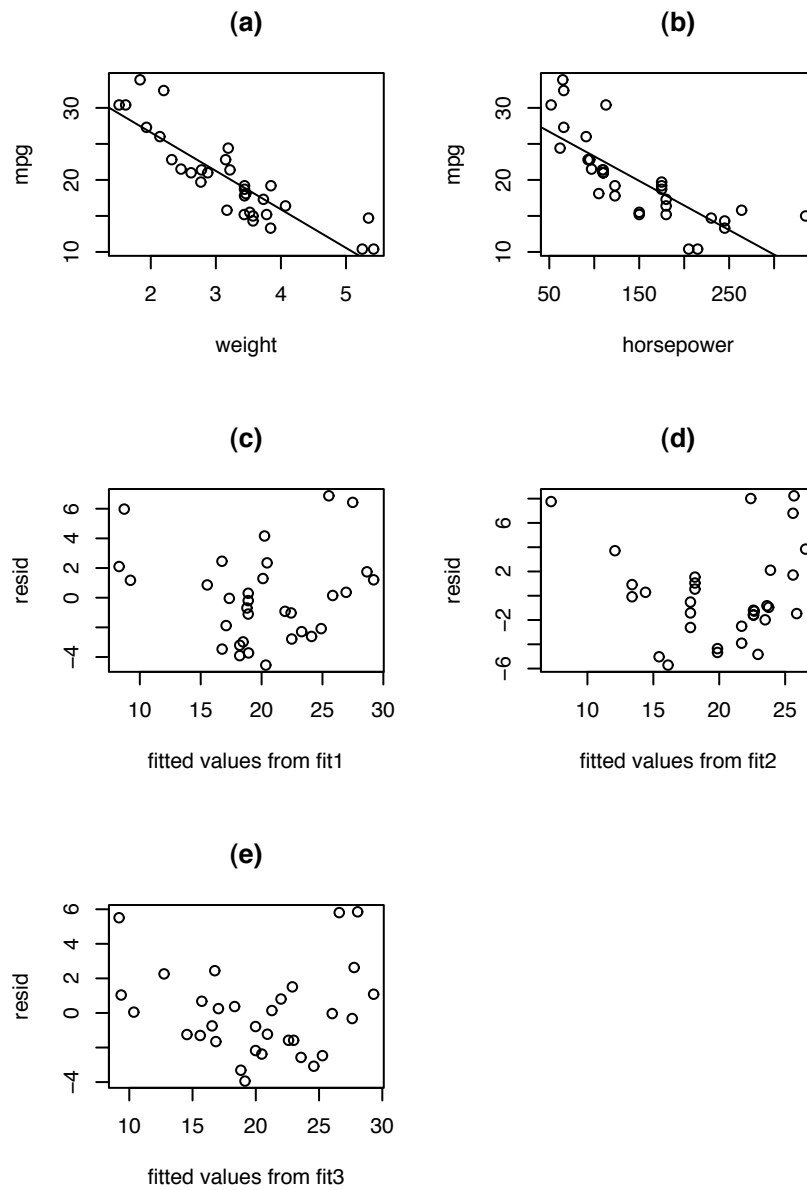 (a)
mpg
10 20 30
2 3 4 5
weight
(b)
mpg
10 20 30
50 150 250
horsepower
(c)
resid
−4 0 2 4 6
10 15 20 25 30
fitted values from fit1
(d)
resid
−6 −2 2 6
10 15 20 25
fitted values from fit2
(e)
resid
−4 0 2 4 6
10 15 20 25 30
fitted values from fit3